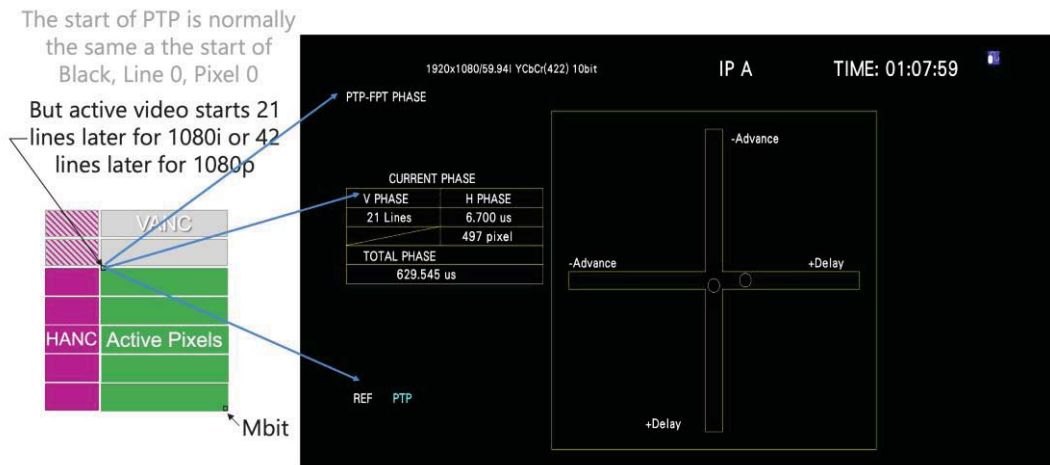 The start of PTP is normally
the same a the start of
Black, Line 0, Pixel 0
But active video starts 21
lines later for 1080i or 42
lines later for 1080p
VANC
HANC
Active Pixels
Mbit
1920x1080/59.94I YCbCr(422) 10bit
IP A
TIME: 01:07:59
PTP-FPT PHASE
CURRENT PHASE
V PHASE
H PHASE
21 Lines
6.700 us
497 pixel
TOTAL PHASE
629.545 us
REF
PTP
-Advance
-Advance
+Delay
+Delay